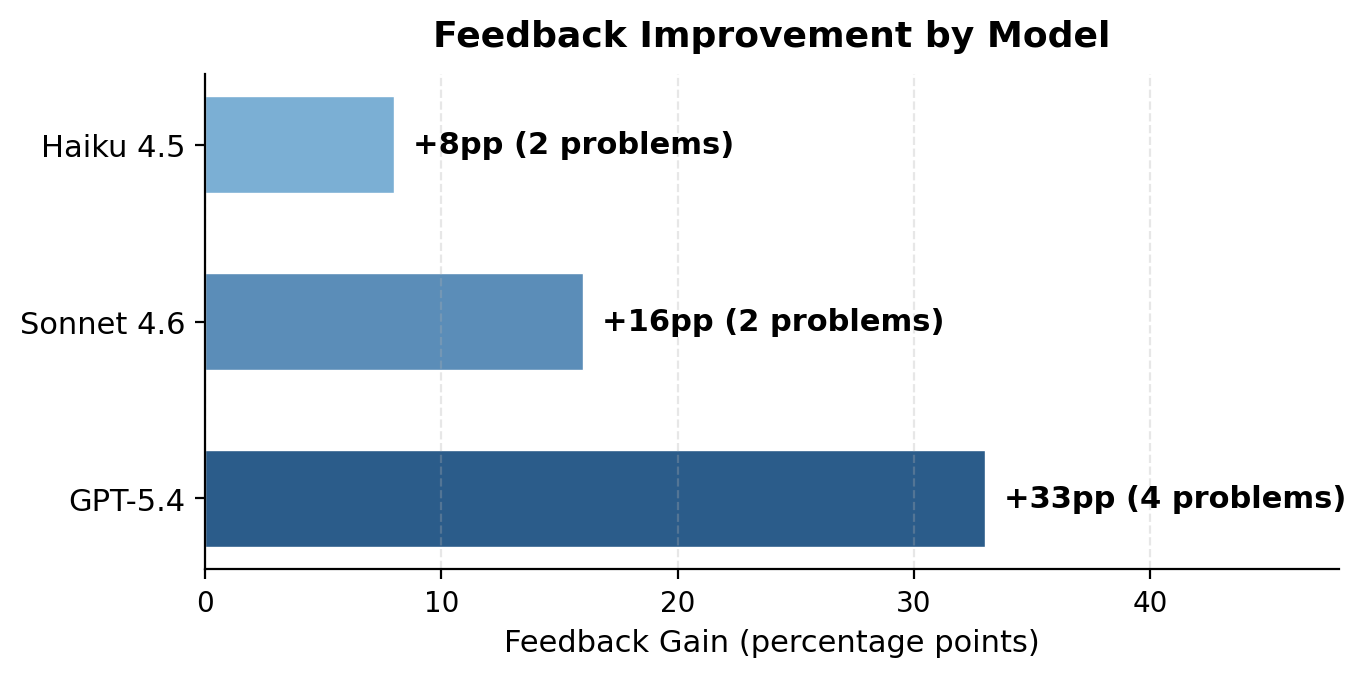 Feedback Improvement by Model
Haiku 4.5
+8pp (2 problems)
Sonnet 4.6
+16pp (2 problems)
GPT-5.4
+33pp (4 problems)
0 10 20 30 40
Feedback Gain (percentage points)